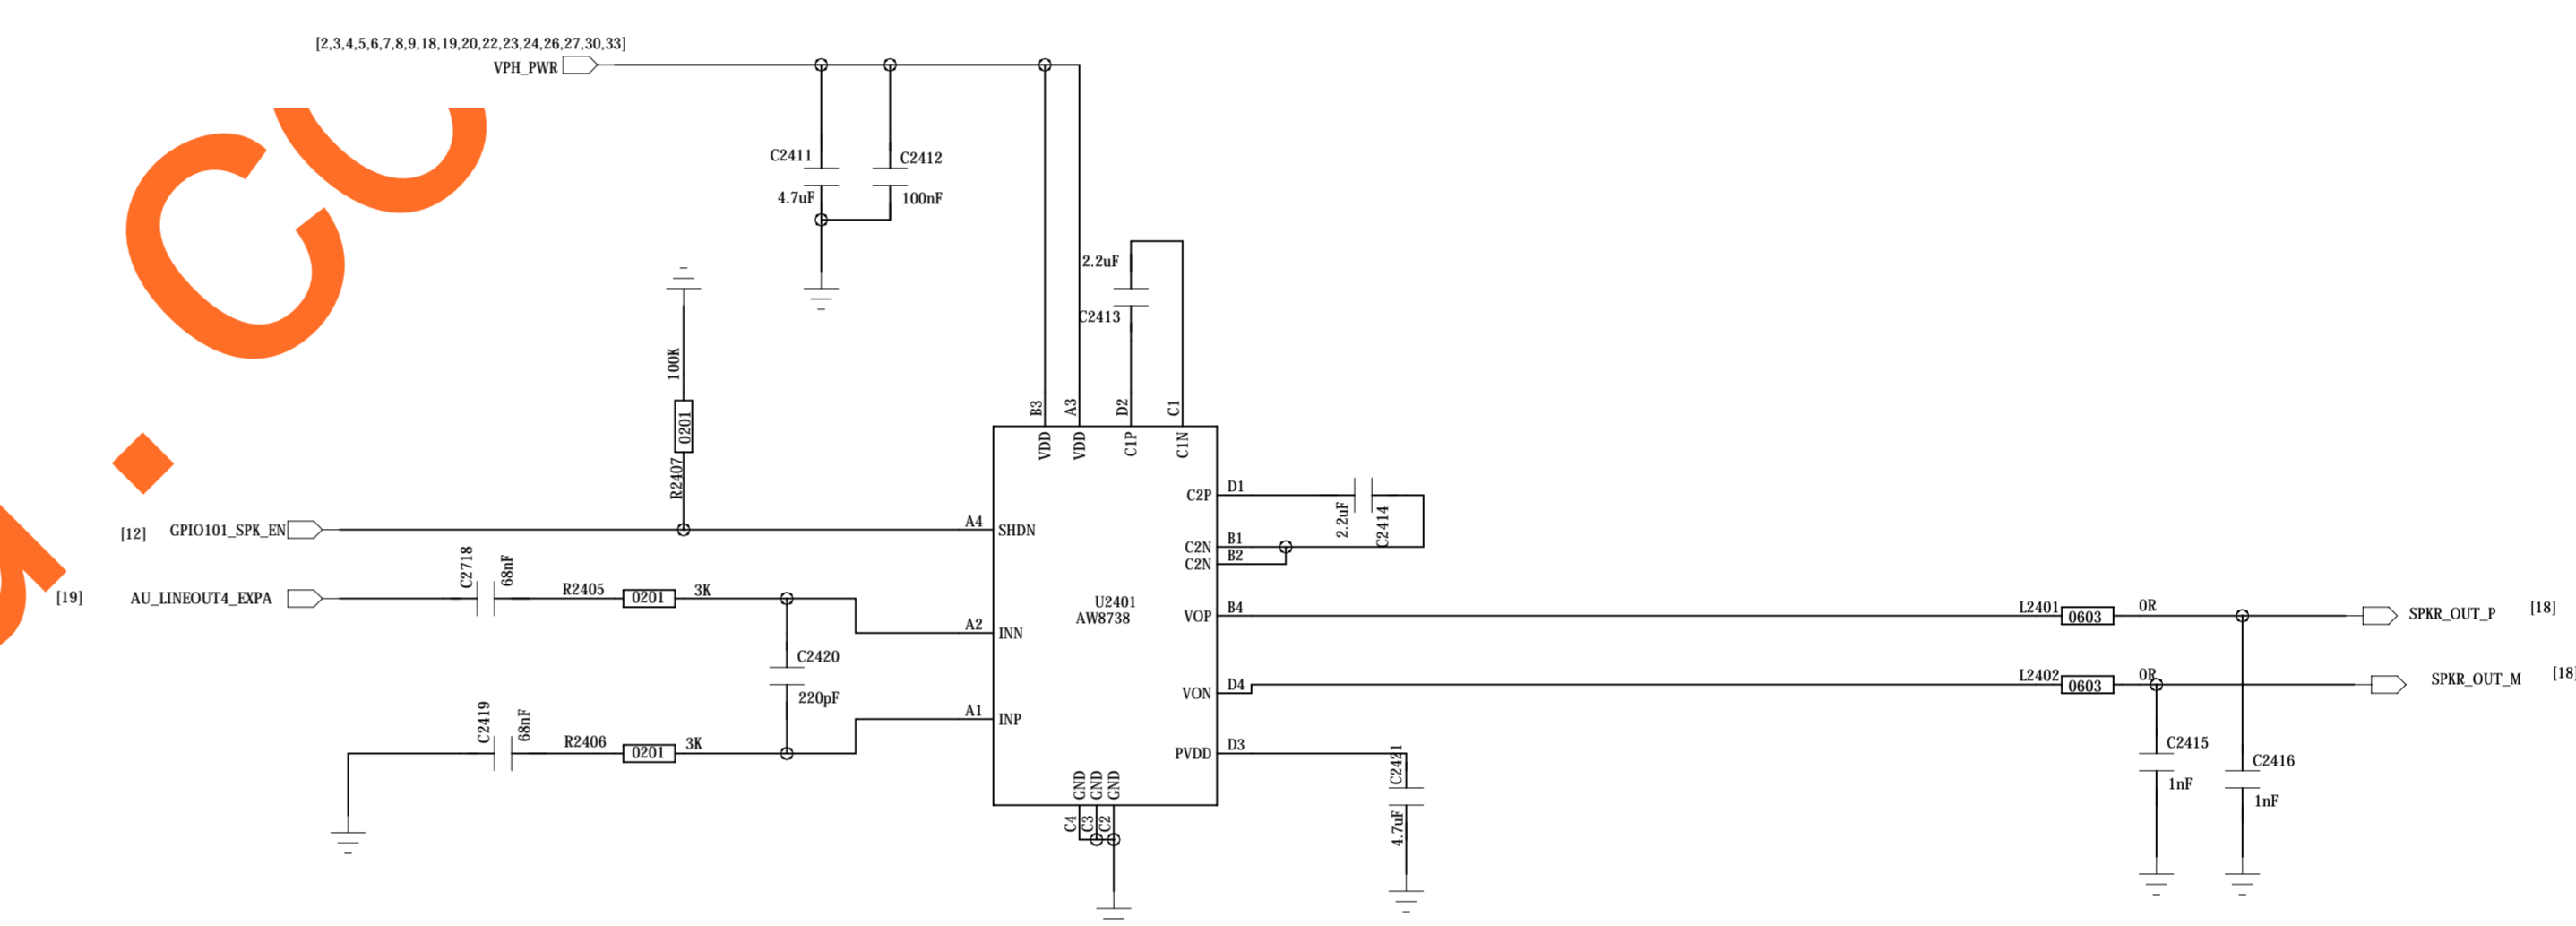 [2,3,4,5,6,7,8,9,18,19,20,22,23,24,26,27,30,33]
VPH_PWR
C2411
4.7uF
C2412
100nF
2.2uF
C2413
100K
0201
R2407
B3
A3
D2
C1
VDD
VDD
C1P
C1N
[12] GPIO101_SPK_EN
A4
SHDN
C2P
D1
2.2uF
C2414
C2N
B1
C2N
B2
[19] AU_LINEOUT4_EXPA
C2718
68nF
R2405
0201
3K
A2
INN
U2401
AW8738
VOP
B4
L2401
0603
0R
SPKR_OUT_P [18]
C2420
220pF
VON
D4
L2402
0603
0R
SPKR_OUT_M [18]
C2419
68nF
R2406
0201
3K
A1
INP
PVDD
D3
C2421
4.7uF
C2415
1nF
C2416
1nF
GND
GND
GND
C4
C3
C2